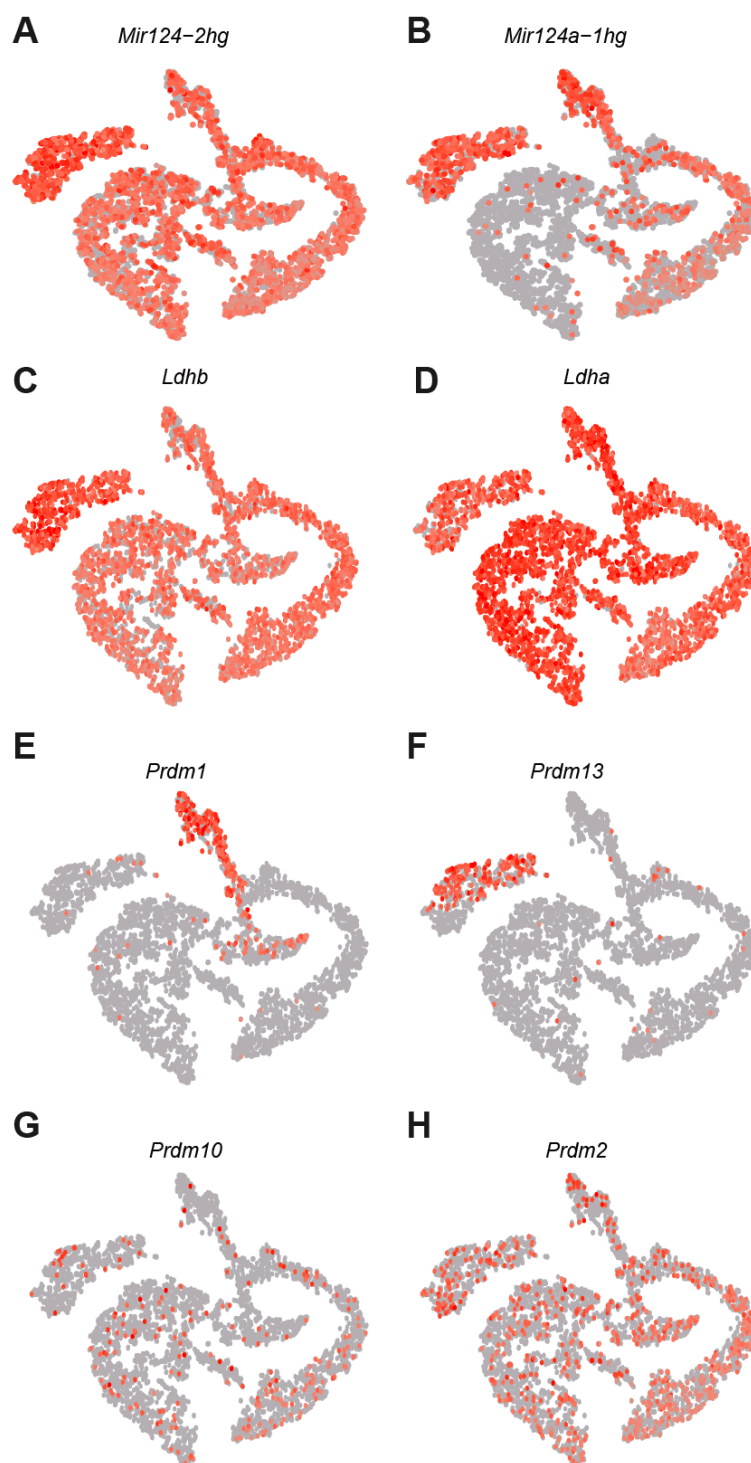 A Mir124−2hg
B Mir124a−1hg
C Ldhb
D Ldha
E Prdm1
F Prdm13
G Prdm10
H Prdm2